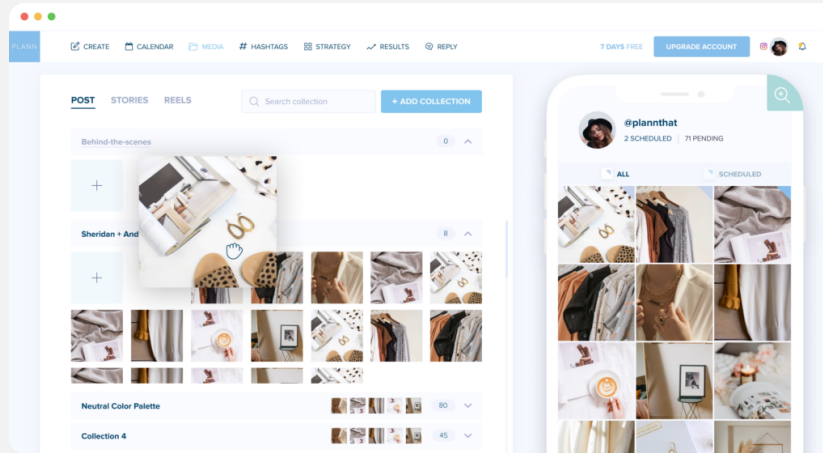 PLANN
CREATE
CALENDAR
MEDIA
# HASHTAGS
STRATEGY
RESULTS
REPLY
7 DAYS FREE
UPGRADE ACCOUNT
POST
STORIES
REELS
Search collection
+ ADD COLLECTION
Behind-the-scenes
0
Sheridan + And
8
Neutral Color Palette
80
Collection 4
45
@plannthat
2 SCHEDULED
71 PENDING
ALL
SCHEDULED